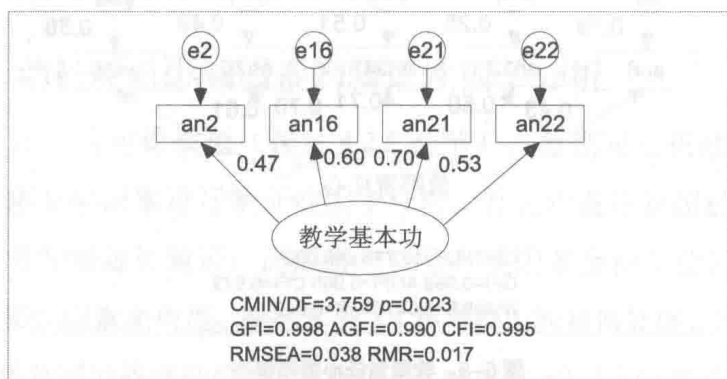 e2 e16 e21 e22
an2 an16 an21 an22
0.47 0.60 0.70 0.53
教学基本功
CMIN/DF=3.759 p=0.023
GFI=0.998 AGFI=0.990 CFI=0.995
RMSEA=0.038 RMR=0.017